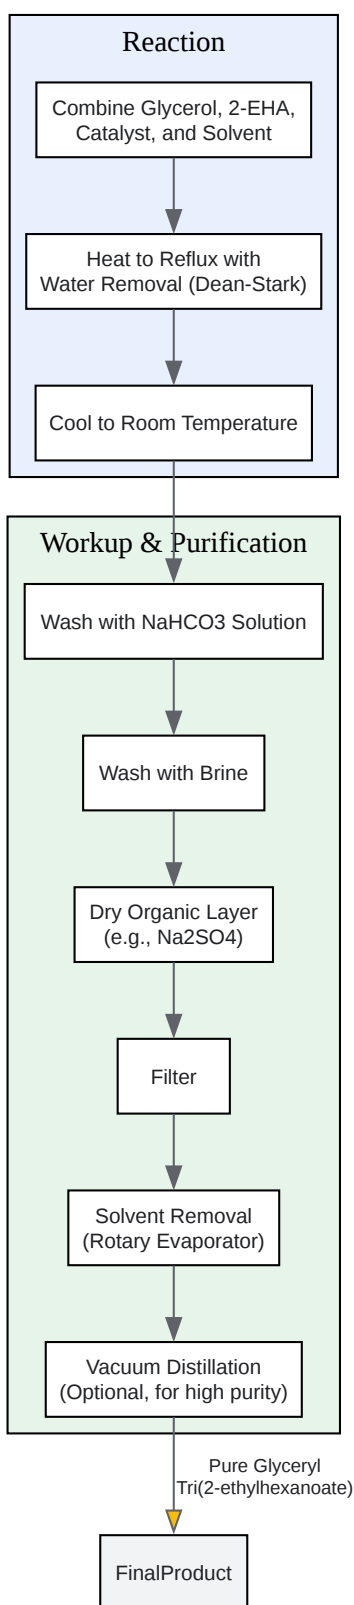 Reaction
Combine Glycerol, 2-EHA,
Catalyst, and Solvent
Heat to Reflux with
Water Removal (Dean-Stark)
Cool to Room Temperature
Workup & Purification
Wash with NaHCO3 Solution
Wash with Brine
Dry Organic Layer
(e.g., Na2SO4)
Filter
Solvent Removal
(Rotary Evaporator)
Vacuum Distillation
(Optional, for high purity)
Pure Glyceryl
Tri(2-ethylhexanoate)
FinalProduct